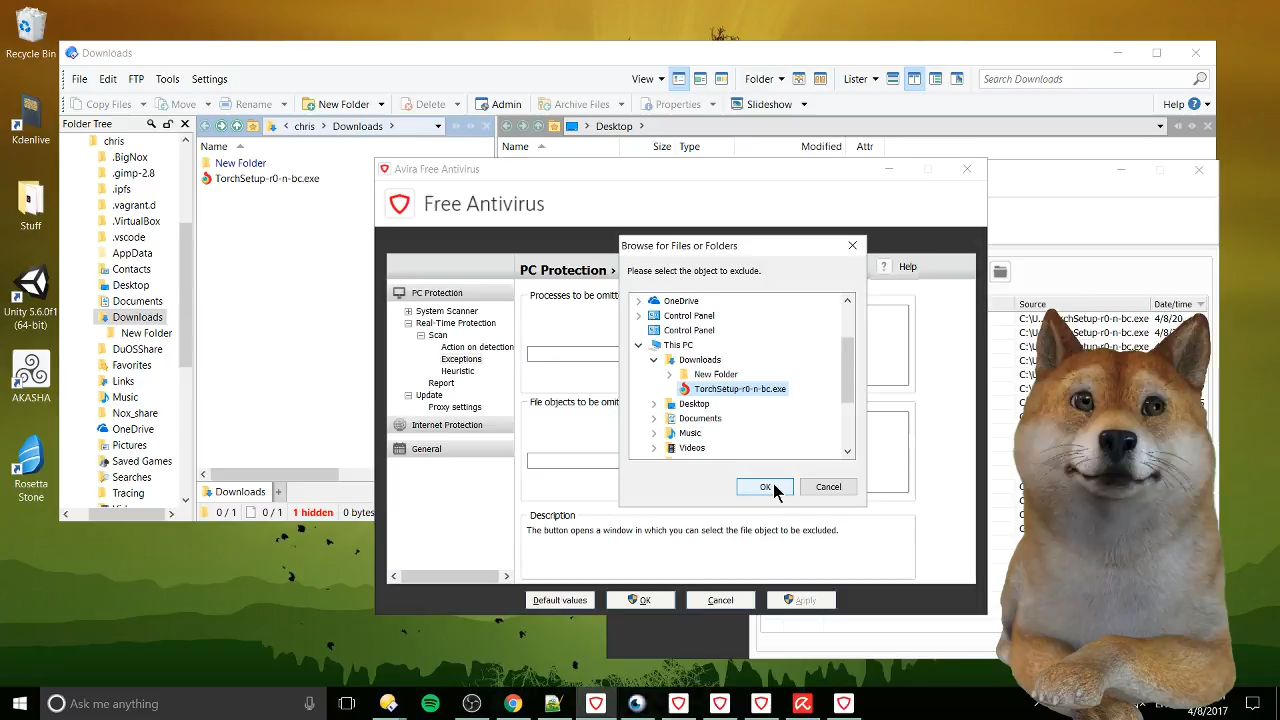 Recycle Bin
Kdenlive
Stuff
Unity 5.6.0f1
(64-bit)
AKASHA
Rosetta
Stone
Downloads
File Edit FTP Tools Settings
View Folder Lister Search Downloads
Copy Files Move Rename New Folder Delete Admin Archive Files Properties Slideshow Help
Folder Tree
chris
.BigNox
.gimp-2.8
.ipfs
.vagrant.d
.VirtualBox
.vscode
AppData
Contacts
Desktop
Documents
Downloads
New Folder
DuOSShare
Favorites
Links
Music
Nox_share
OneDrive
Pictures
Saved Games
Searches
Tracing
chris Downloads
Name
New Folder
TorchSetup-r0-n-bc.exe
Downloads
0 / 1 0 / 1 1 hidden 0 bytes
Desktop
Name Size Type Modified Attr
Avira Free Antivirus
Free Antivirus
PC Protection
System Scanner
Real-Time Protection
Scan
Action on detection
Exceptions
Heuristic
Report
Update
Proxy settings
Internet Protection
General
PC Protection ›
Help
Processes to be omitte
File objects to be omit
Description
The button opens a window in which you can select the file object to be excluded.
Default values OK Cancel Apply
Browse for Files or Folders
Please select the object to exclude.
OneDrive
Control Panel
Control Panel
This PC
Downloads
New Folder
TorchSetup-r0-n-bc.exe
Desktop
Documents
Music
Videos
OK Cancel
Source Date/time
C:\U...TorchSetup-r0-n-bc.exe 4/8/20
Ask me anything
4/8/2017